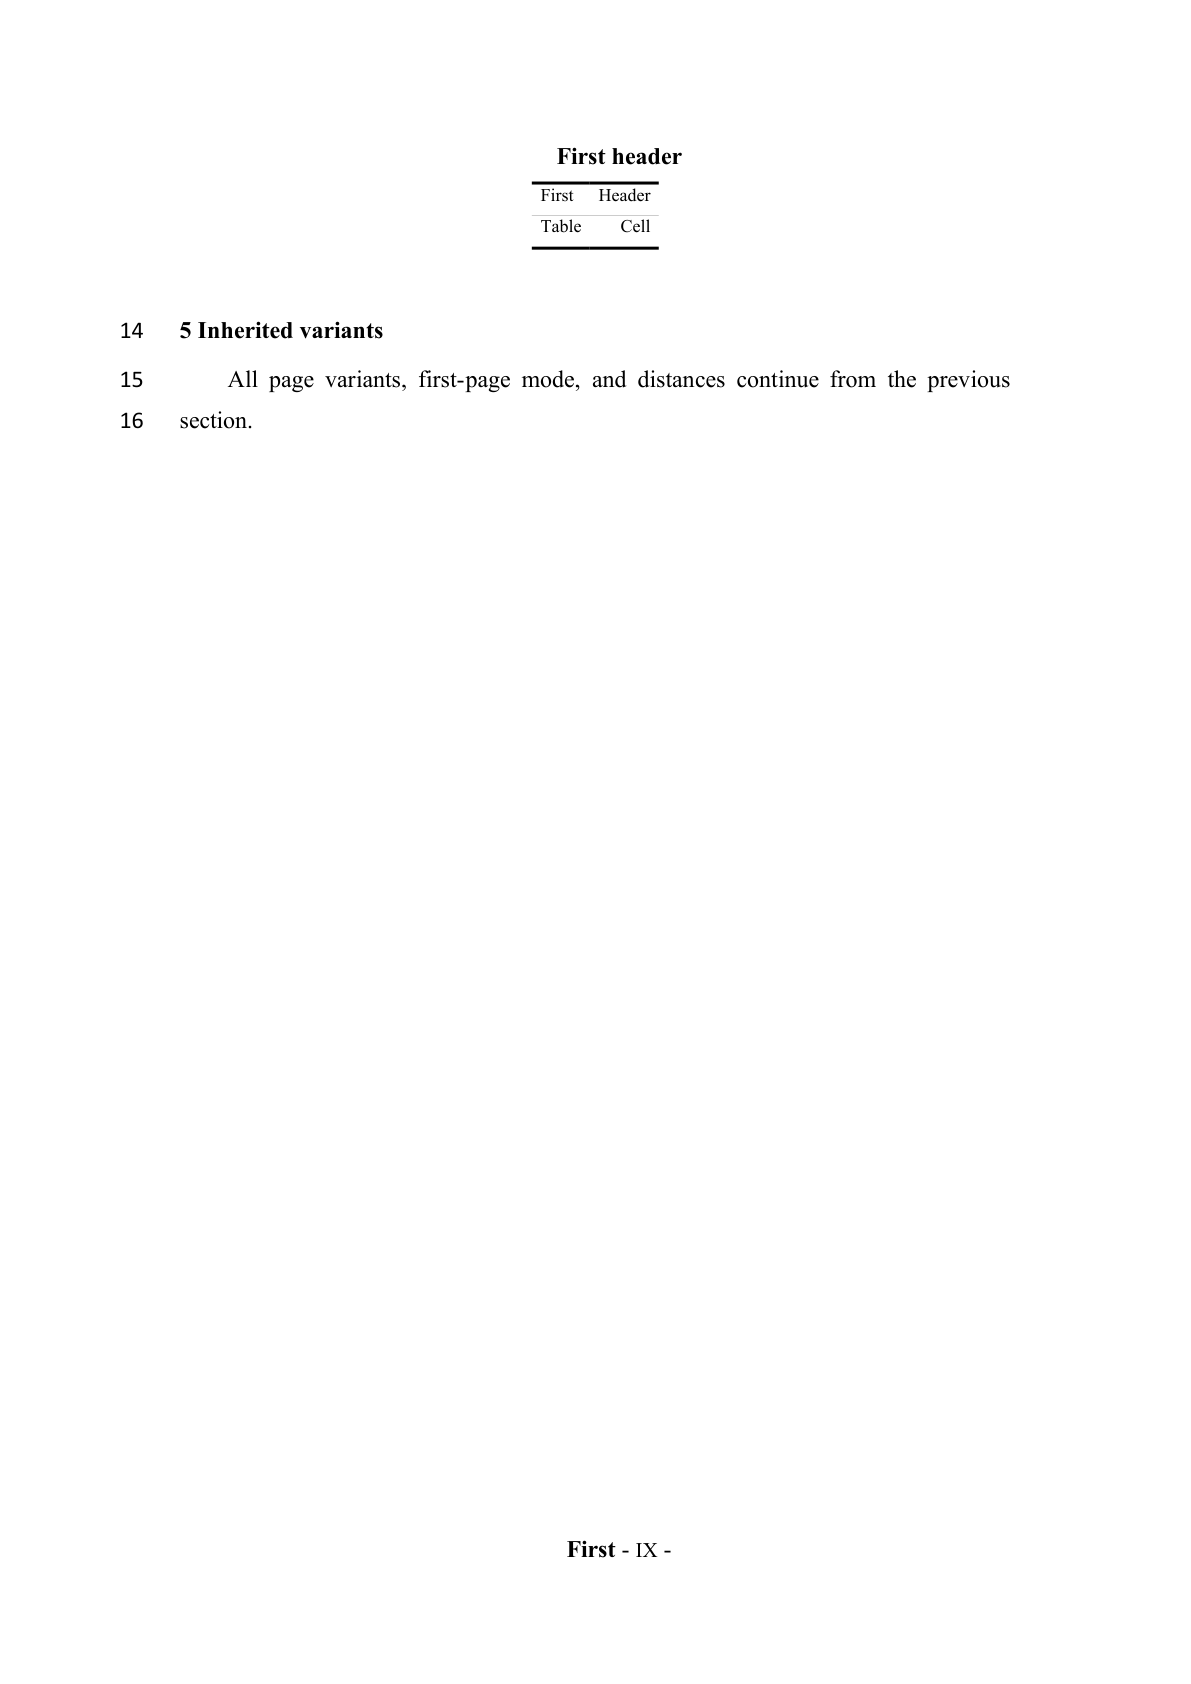 First header
First Header
Table Cell
14 5 Inherited variants
15 All page variants, first-page mode, and distances continue from the previous
16 section.
First - IX -